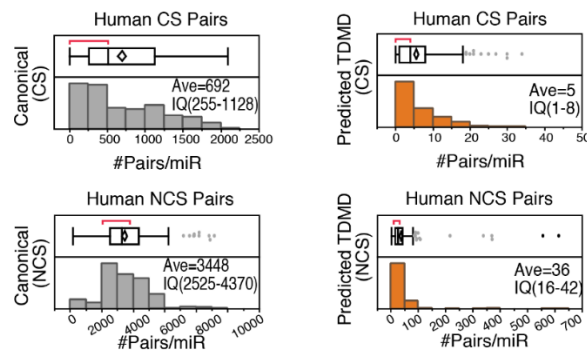 Human CS Pairs
Canonical
(CS)
Ave=692
IQ(255-1128)
0 500 1000 1500 2000 2500
#Pairs/miR
Human CS Pairs
Predicted TDMD
(CS)
Ave=5
IQ(1-8)
0 10 20 30 40 50
#Pairs/miR
Human NCS Pairs
Canonical
(NCS)
Ave=3448
IQ(2525-4370)
0 2000 4000 6000 8000 10000
#Pairs/miR
Human NCS Pairs
Predicted TDMD
(NCS)
Ave=36
IQ(16-42)
0 100 200 300 400 500 600 700
#Pairs/miR